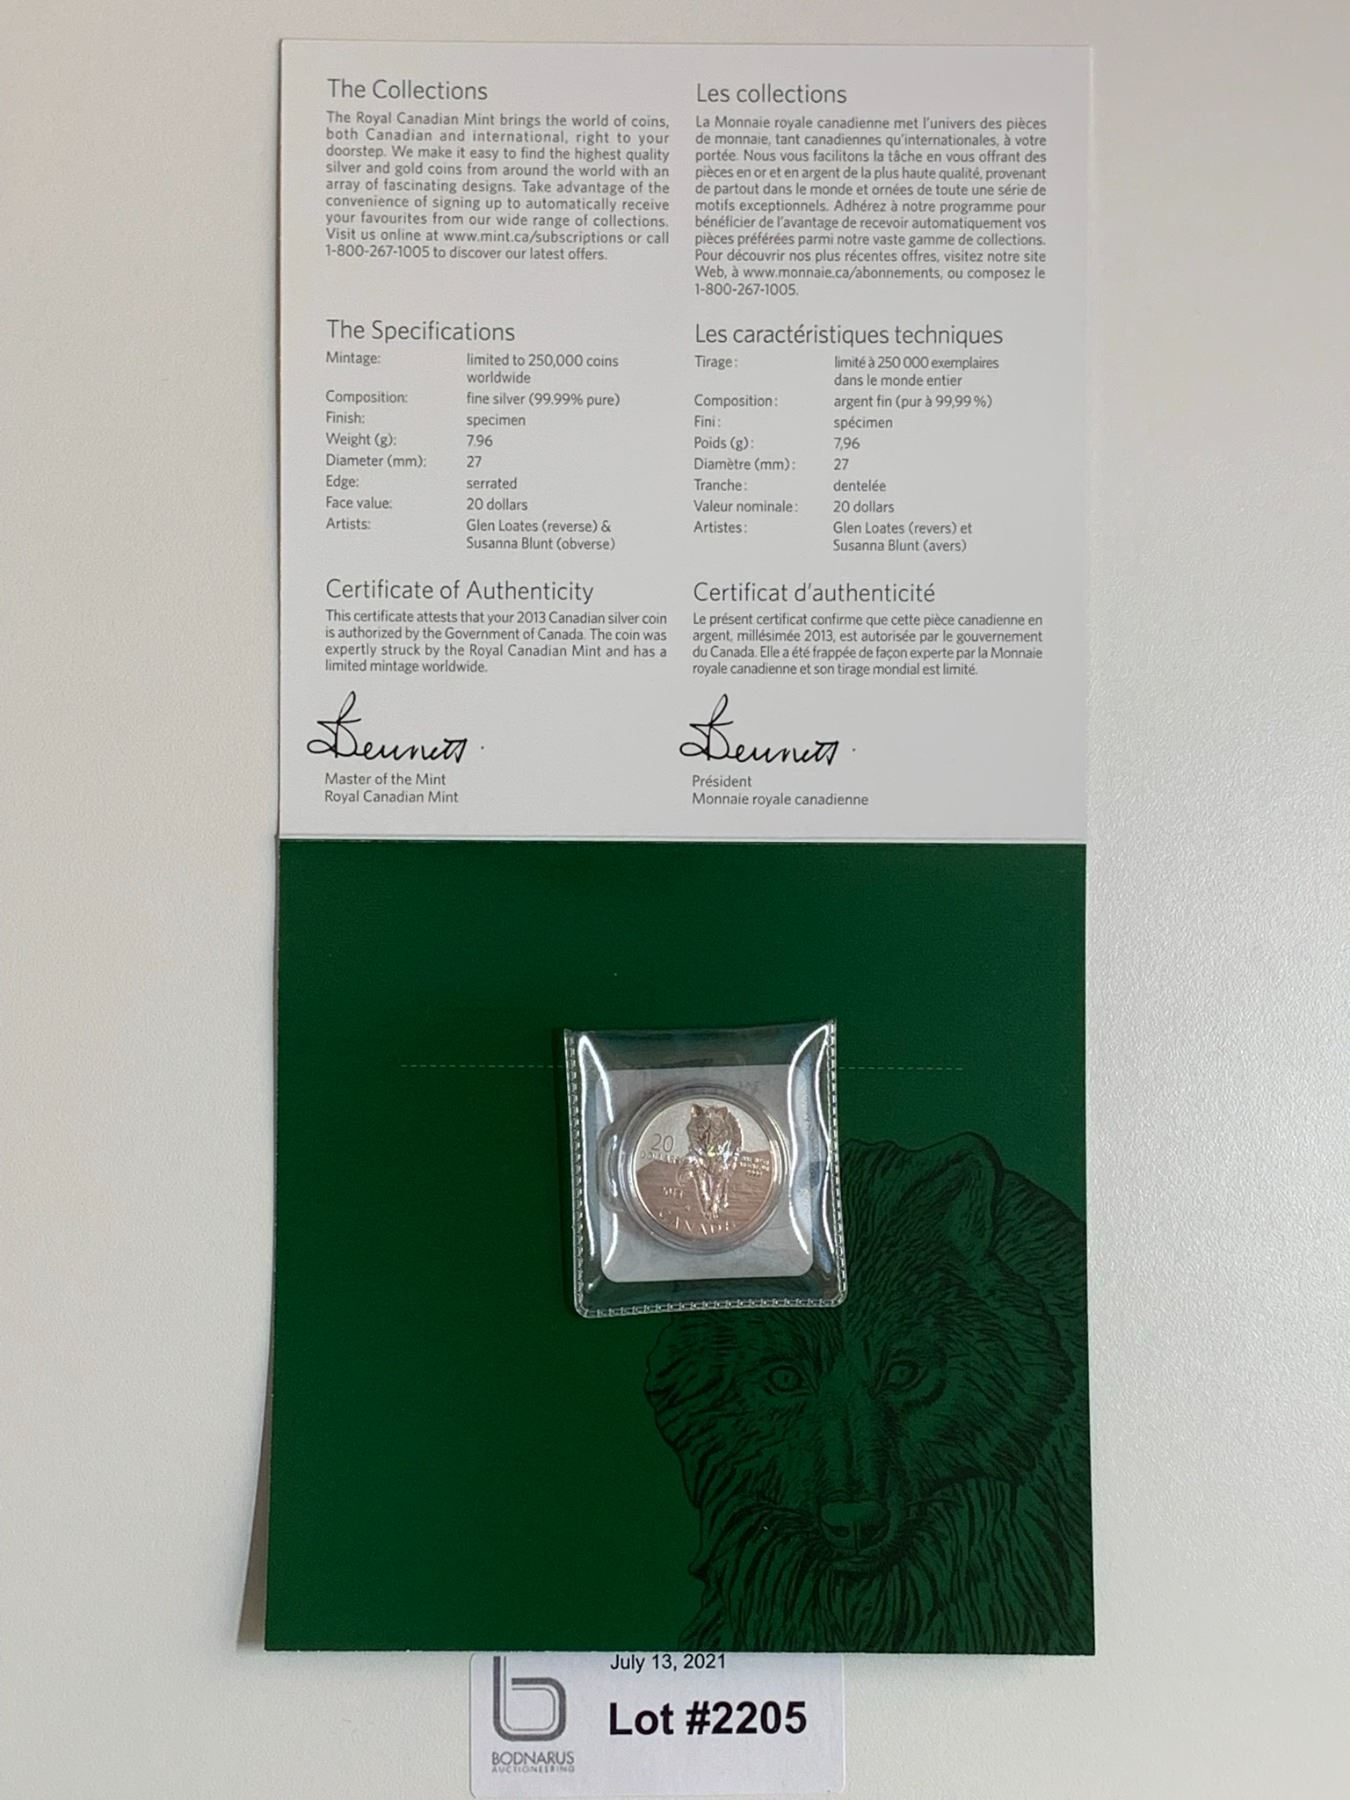 The Collections
The Royal Canadian Mint brings the world of coins,
both Canadian and international, right to your
doorstep. We make it easy to find the highest quality
silver and gold coins from around the world with an
array of fascinating designs. Take advantage of the
convenience of signing up to automatically receive
your favourites from our wide range of collections.
Visit us online at www.mint.ca/subscriptions or call
1-800-267-1005 to discover our latest offers.
The Specifications
Mintage: limited to 250,000 coins
worldwide
Composition: fine silver (99.99% pure)
Finish: specimen
Weight (g): 7.96
Diameter (mm): 27
Edge: serrated
Face value: 20 dollars
Artists: Glen Loates (reverse) &
Susanna Blunt (obverse)
Certificate of Authenticity
This certificate attests that your 2013 Canadian silver coin
is authorized by the Government of Canada. The coin was
expertly struck by the Royal Canadian Mint and has a
limited mintage worldwide.
Bennett
Master of the Mint
Royal Canadian Mint
Les collections
La Monnaie royale canadienne met l'univers des pièces
de monnaie, tant canadiennes qu'internationales, à votre
portée. Nous vous facilitons la tâche en vous offrant des
pièces en or et en argent de la plus haute qualité, provenant
de partout dans le monde et ornées de toute une série de
motifs exceptionnels. Adhérez à notre programme pour
bénéficier de l'avantage de recevoir automatiquement vos
pièces préférées parmi notre vaste gamme de collections.
Pour découvrir nos plus récentes offres, visitez notre site
Web, à www.monnaie.ca/abonnements, ou composez le
1-800-267-1005.
Les caractéristiques techniques
Tirage : limité à 250 000 exemplaires
dans le monde entier
Composition : argent fin (pur à 99,99 %)
Fini : spécimen
Poids (g) : 7,96
Diamètre (mm) : 27
Tranche : dentelée
Valeur nominale : 20 dollars
Artistes : Glen Loates (revers) et
Susanna Blunt (avers)
Certificat d'authenticité
Le présent certificat confirme que cette pièce canadienne en
argent, millésimée 2013, est autorisée par le gouvernement
du Canada. Elle a été frappée de façon experte par la Monnaie
royale canadienne et son tirage mondial est limité.
Bennett
Président
Monnaie royale canadienne
20
DOLLARS
CANADA
July 13, 2021
Lot #2205
BODNARUS
AUCTIONEERING